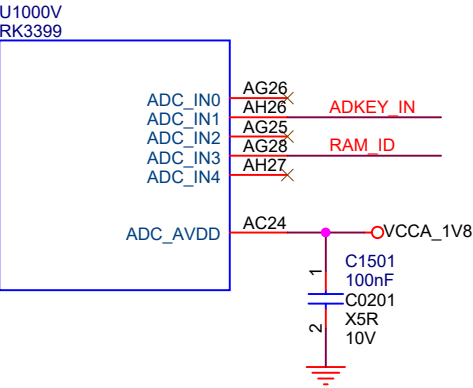 U1000V
RK3399
ADC_IN0 AG26
ADC_IN1 AH26 ADKEY_IN
ADC_IN2 AG25
ADC_IN3 AG28 RAM_ID
ADC_IN4 AH27
ADC_AVDD AC24 VCCA_1V8
C1501
1 100nF
C0201
2 X5R
10V